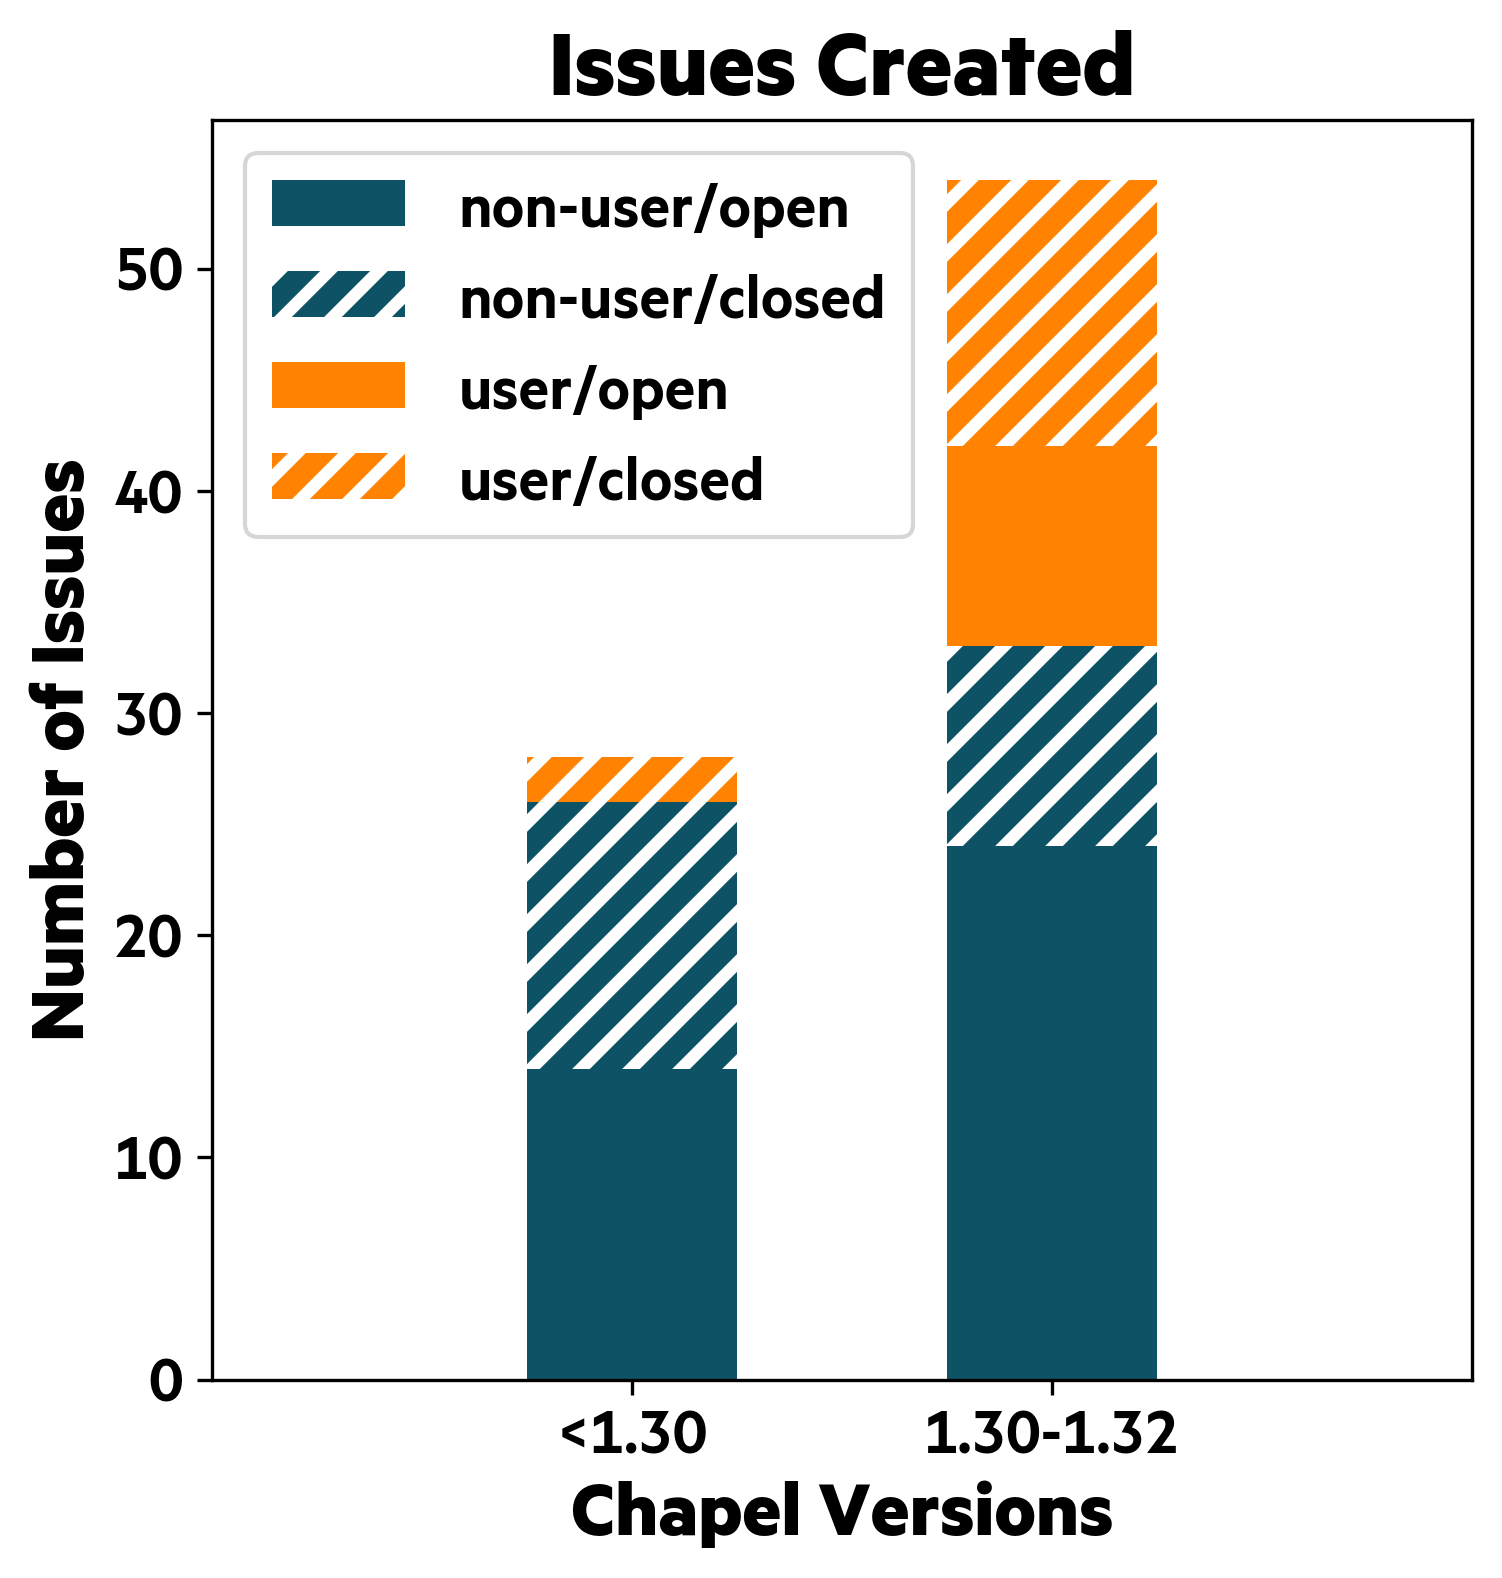 Issues Created
non-user/open
non-user/closed
user/open
user/closed
Number of Issues
50
40
30
20
10
0
<1.30
1.30-1.32
Chapel Versions